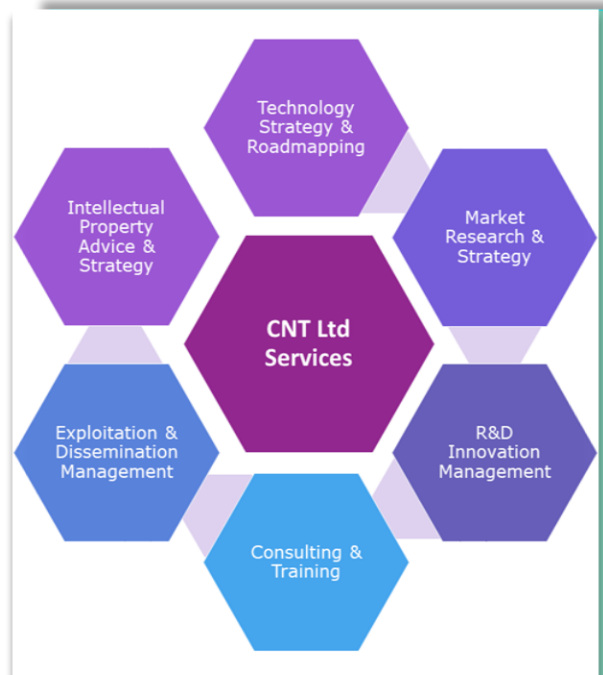 Technology
Strategy &
Roadmapping
Intellectual
Property
Advice &
Strategy
Market
Research &
Strategy
CNT Ltd
Services
Exploitation &
Dissemination
Management
R&D
Innovation
Management
Consulting &
Training